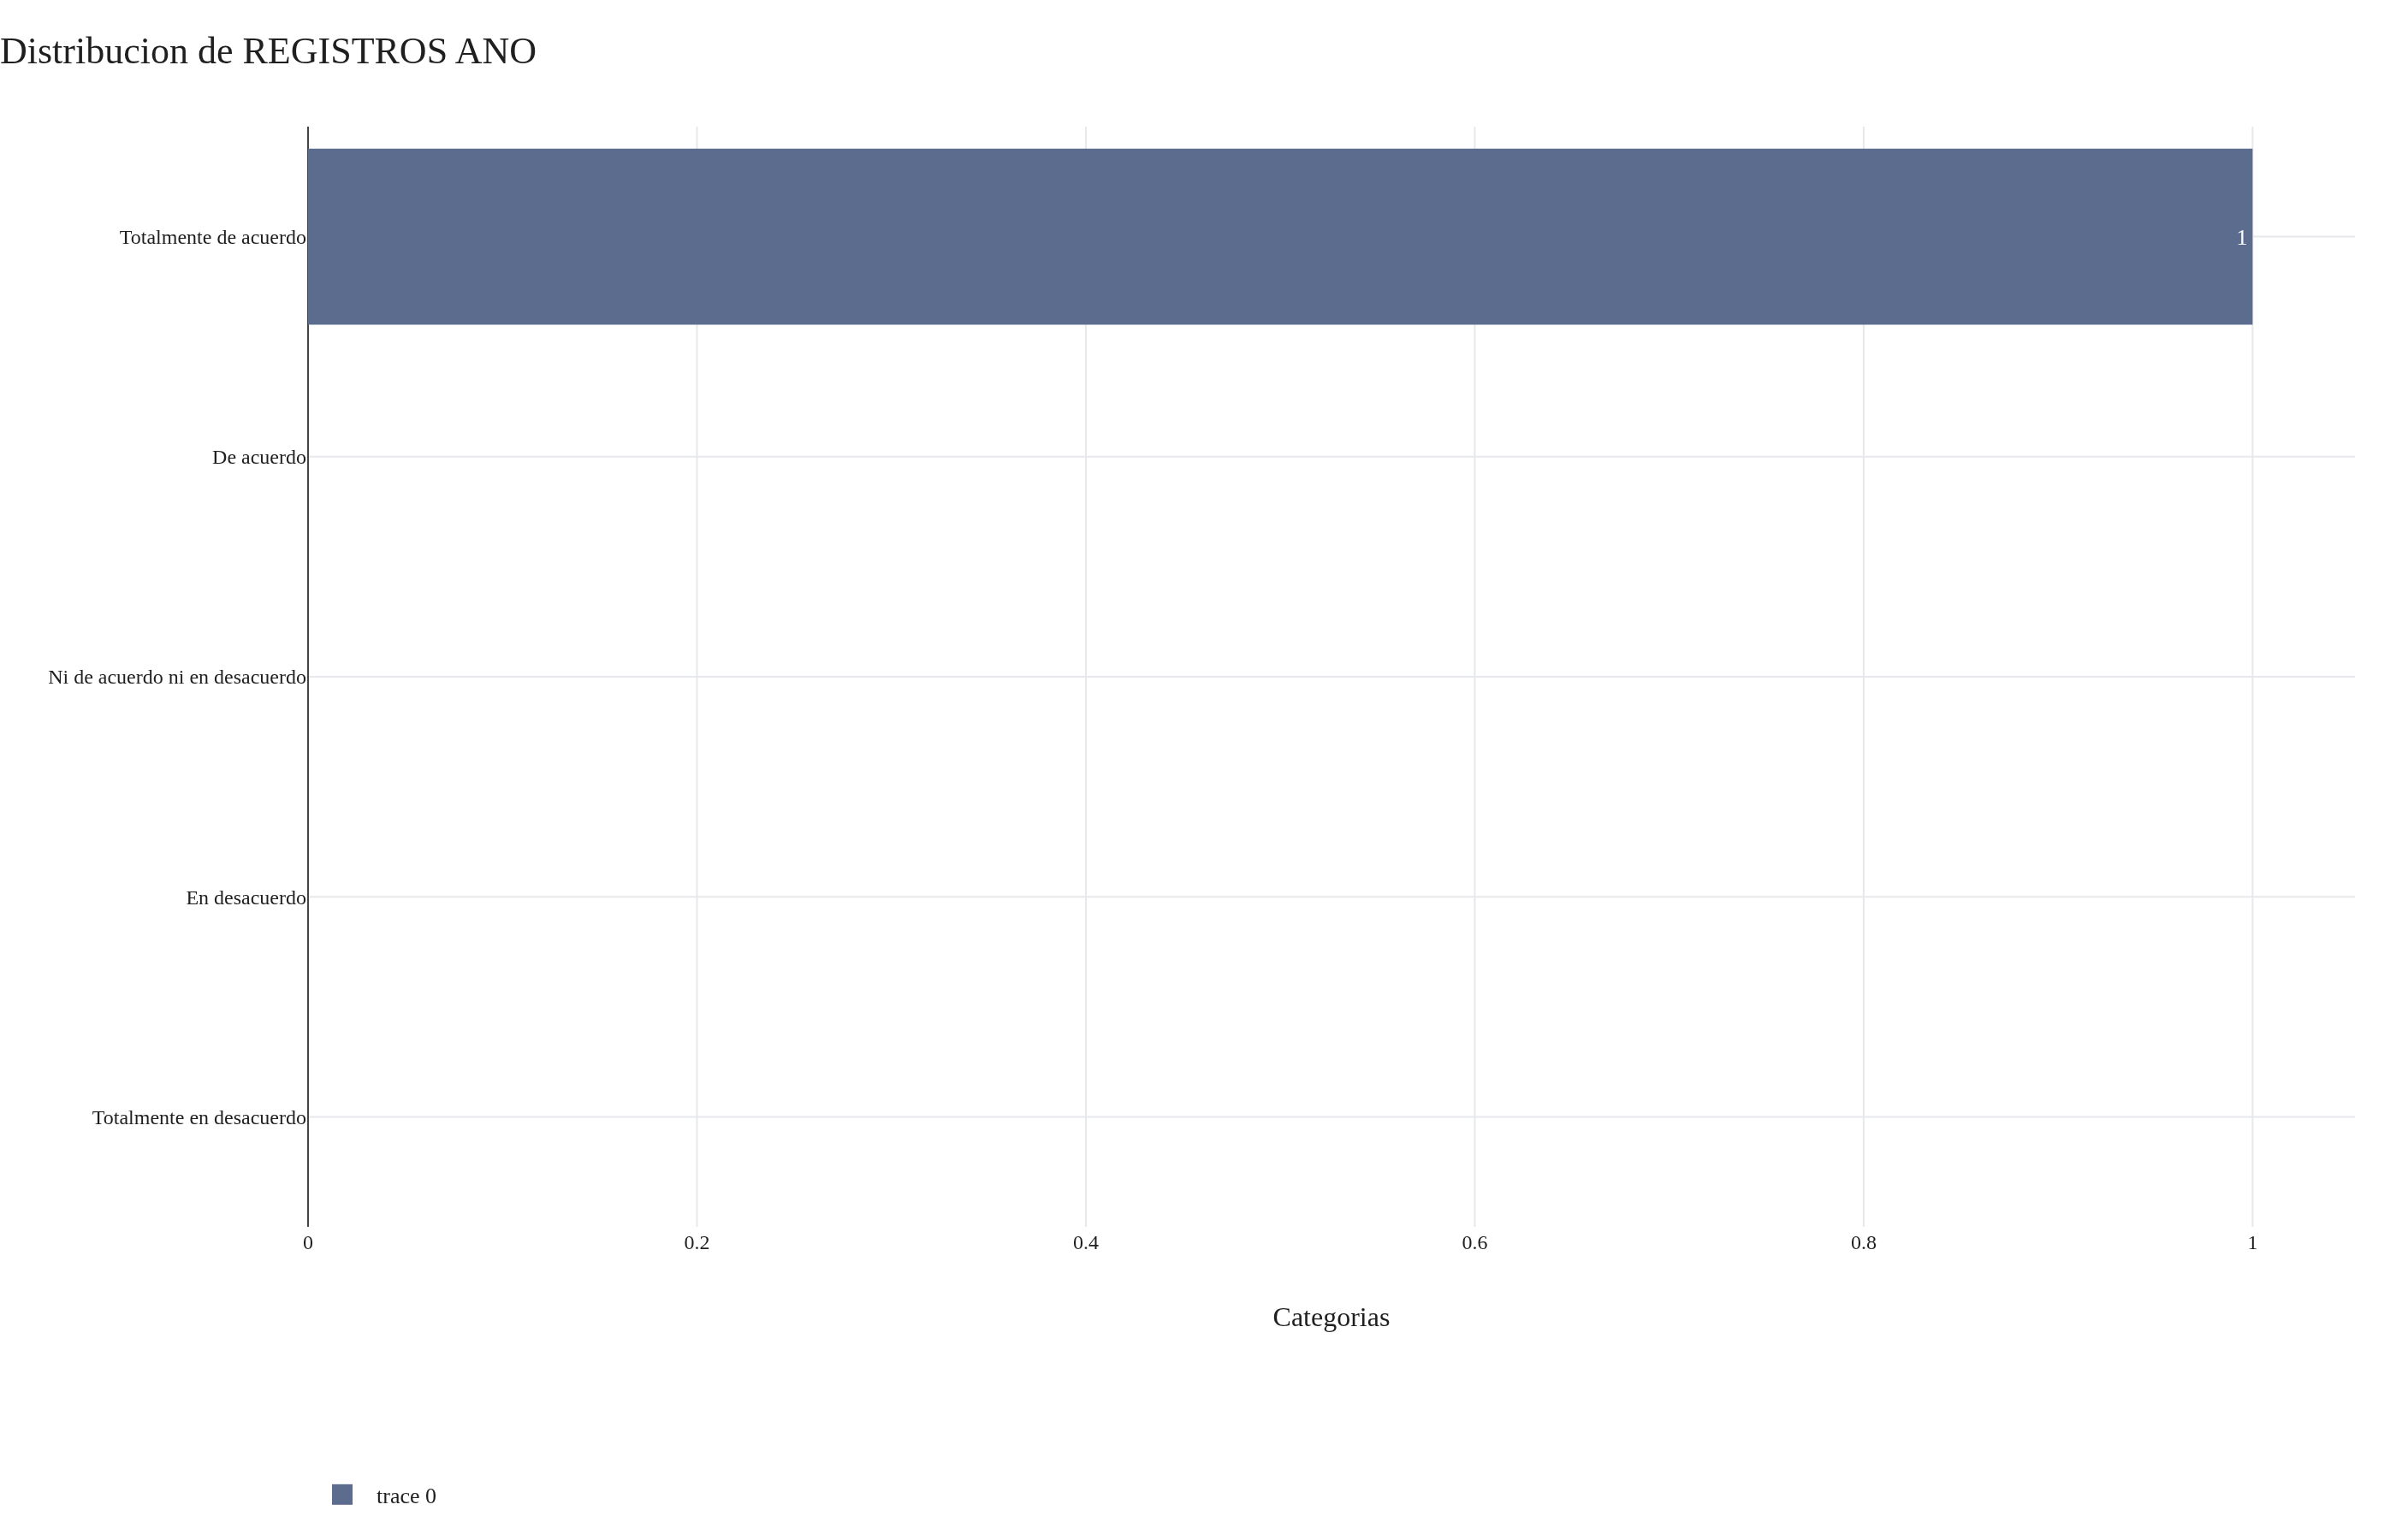 Distribucion de REGISTROS ANO
Totalmente de acuerdo
1
De acuerdo
Ni de acuerdo ni en desacuerdo
En desacuerdo
Totalmente en desacuerdo
0 0.2 0.4 0.6 0.8 1
Categorias
trace 0